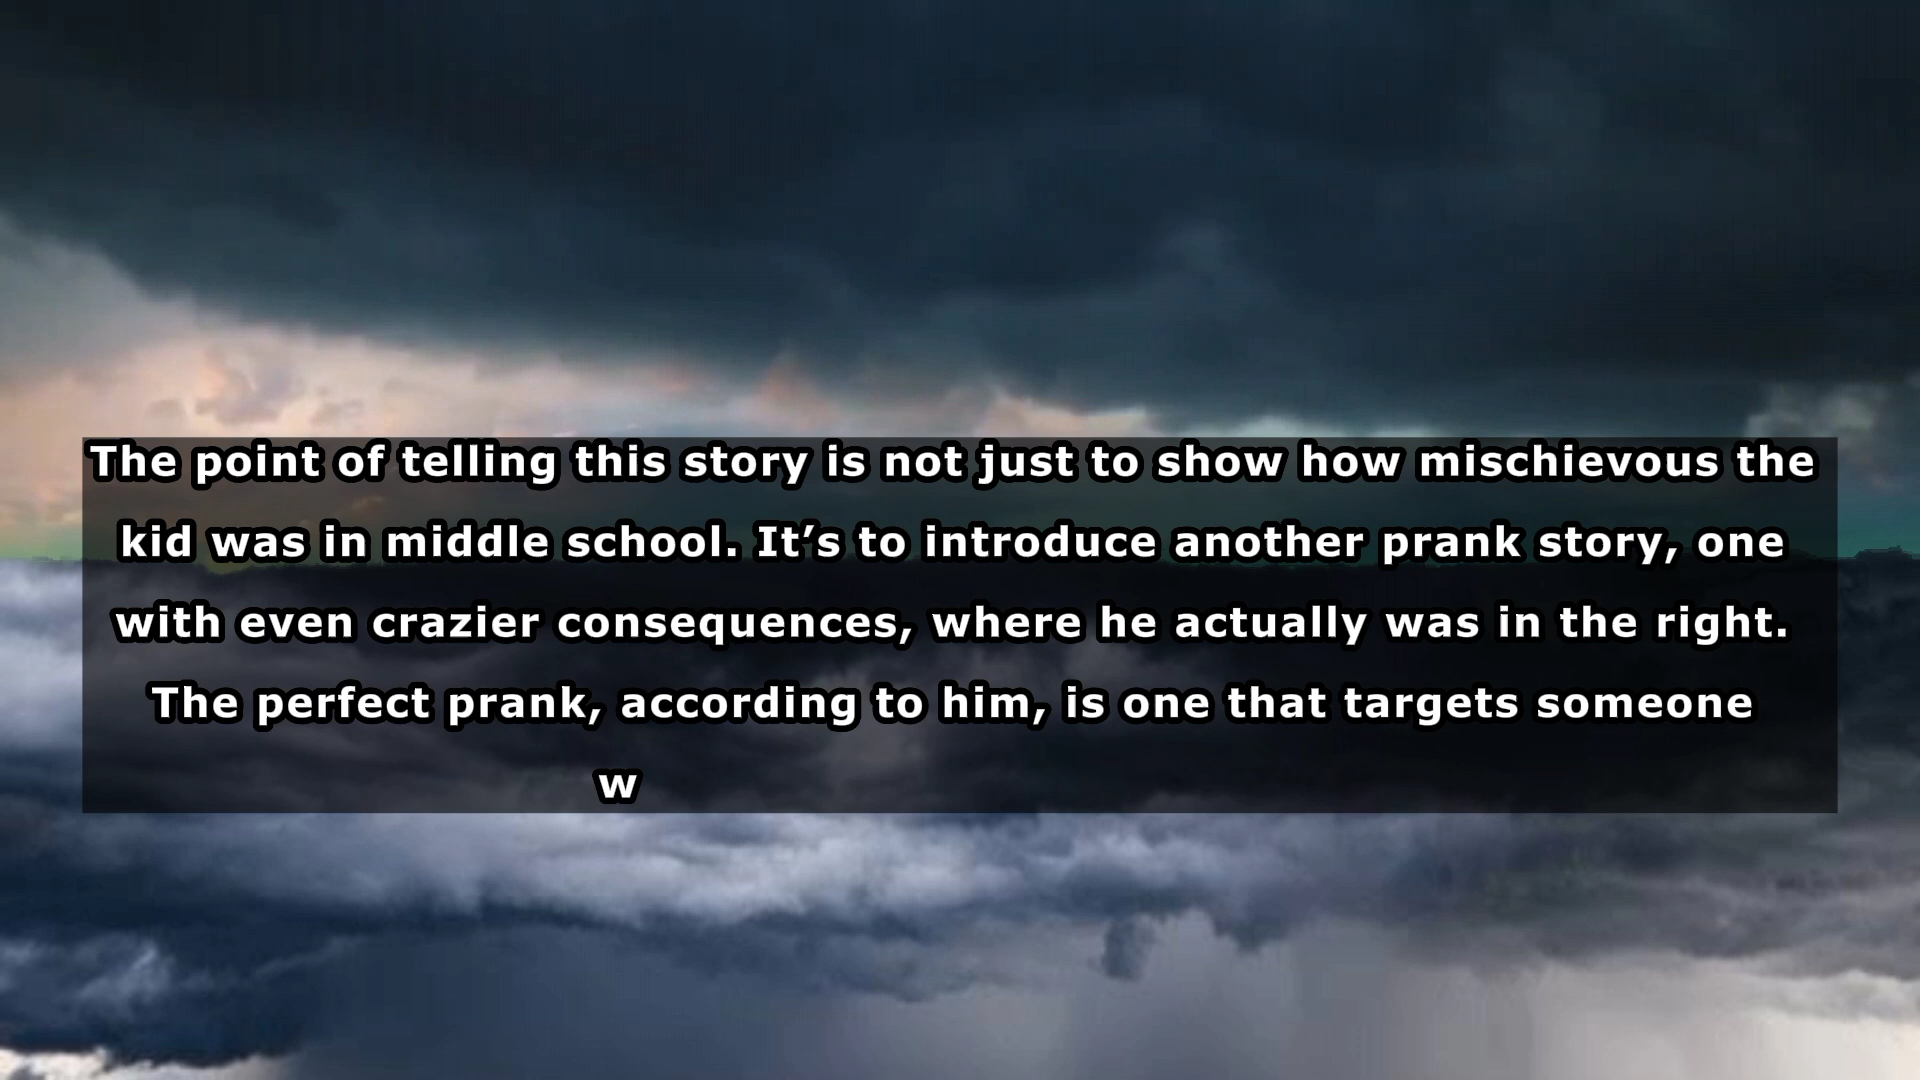 The point of telling this story is not just to show how mischievous the
kid was in middle school. It’s to introduce another prank story, one
with even crazier consequences, where he actually was in the right.
The perfect prank, according to him, is one that targets someone
w